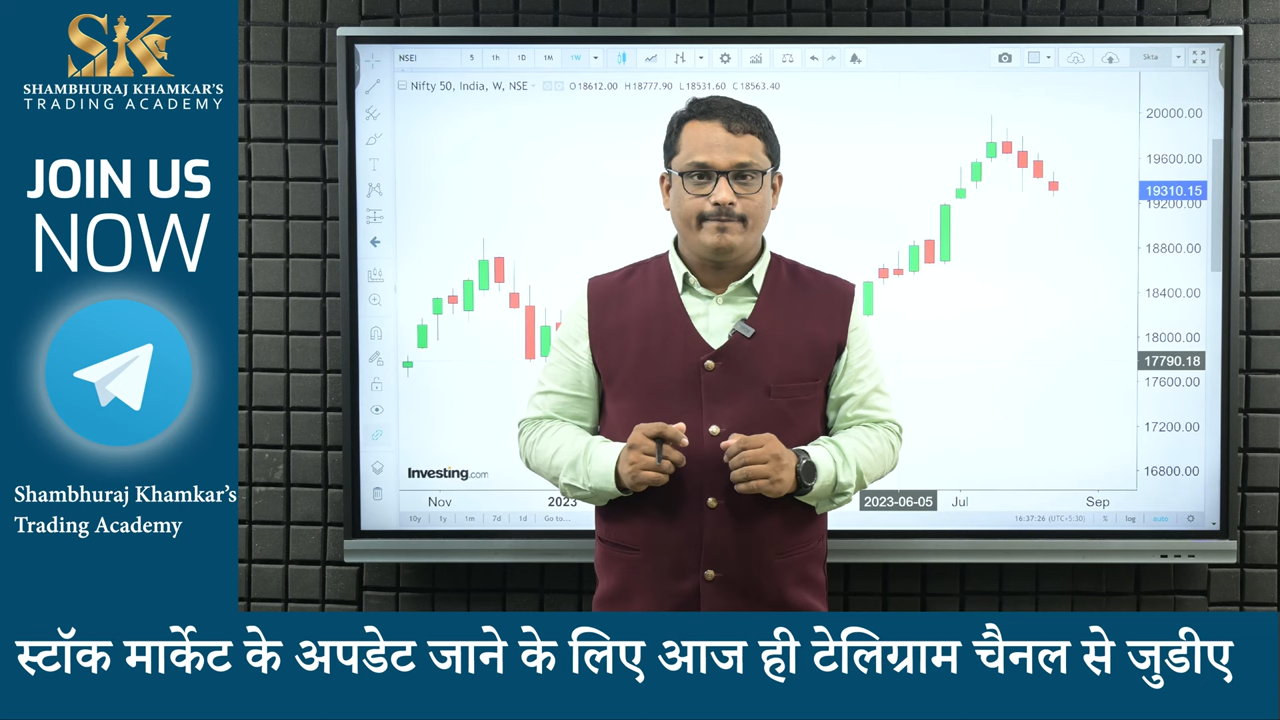 SK
SHAMBHURAJ KHAMKAR'S
TRADING ACADEMY
JOIN US
NOW
Shambhuraj Khamkar's
Trading Academy
NSEI
5
1h
1D
1M
1W
5kta
Nifty 50, India, W, NSE
O18612.00 H18777.90 L18531.60 C18563.40
20000.00
19600.00
19310.15
19200.00
18800.00
18400.00
18000.00
17790.18
17600.00
17200.00
16800.00
Investing.com
Nov
2023
2023-06-05
Jul
Sep
10y 1y 1m 7d 1d Go to...
16:37:26 (UTC+5:30) % log auto
स्टॉक मार्केट के अपडेट जाने के लिए आज ही टेलिग्राम चैनल से जुडीए